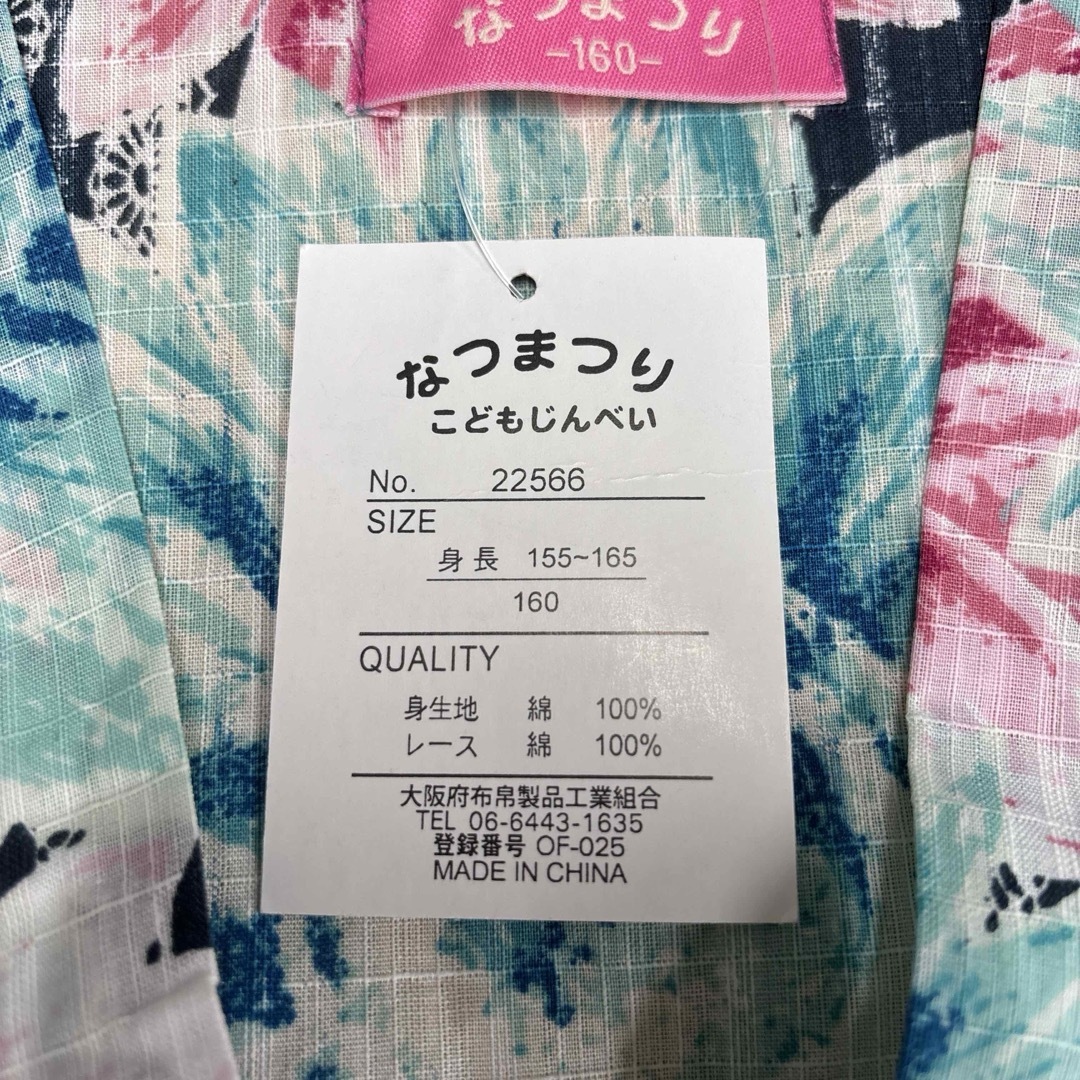 なつまつり
-160-
なつまつり
こどもじんべい
No. 22566
SIZE
身長 155~165
160
QUALITY
身生地 綿 100%
レース 綿 100%
大阪府布帛製品工業組合
TEL 06-6443-1635
登録番号 OF-025
MADE IN CHINA